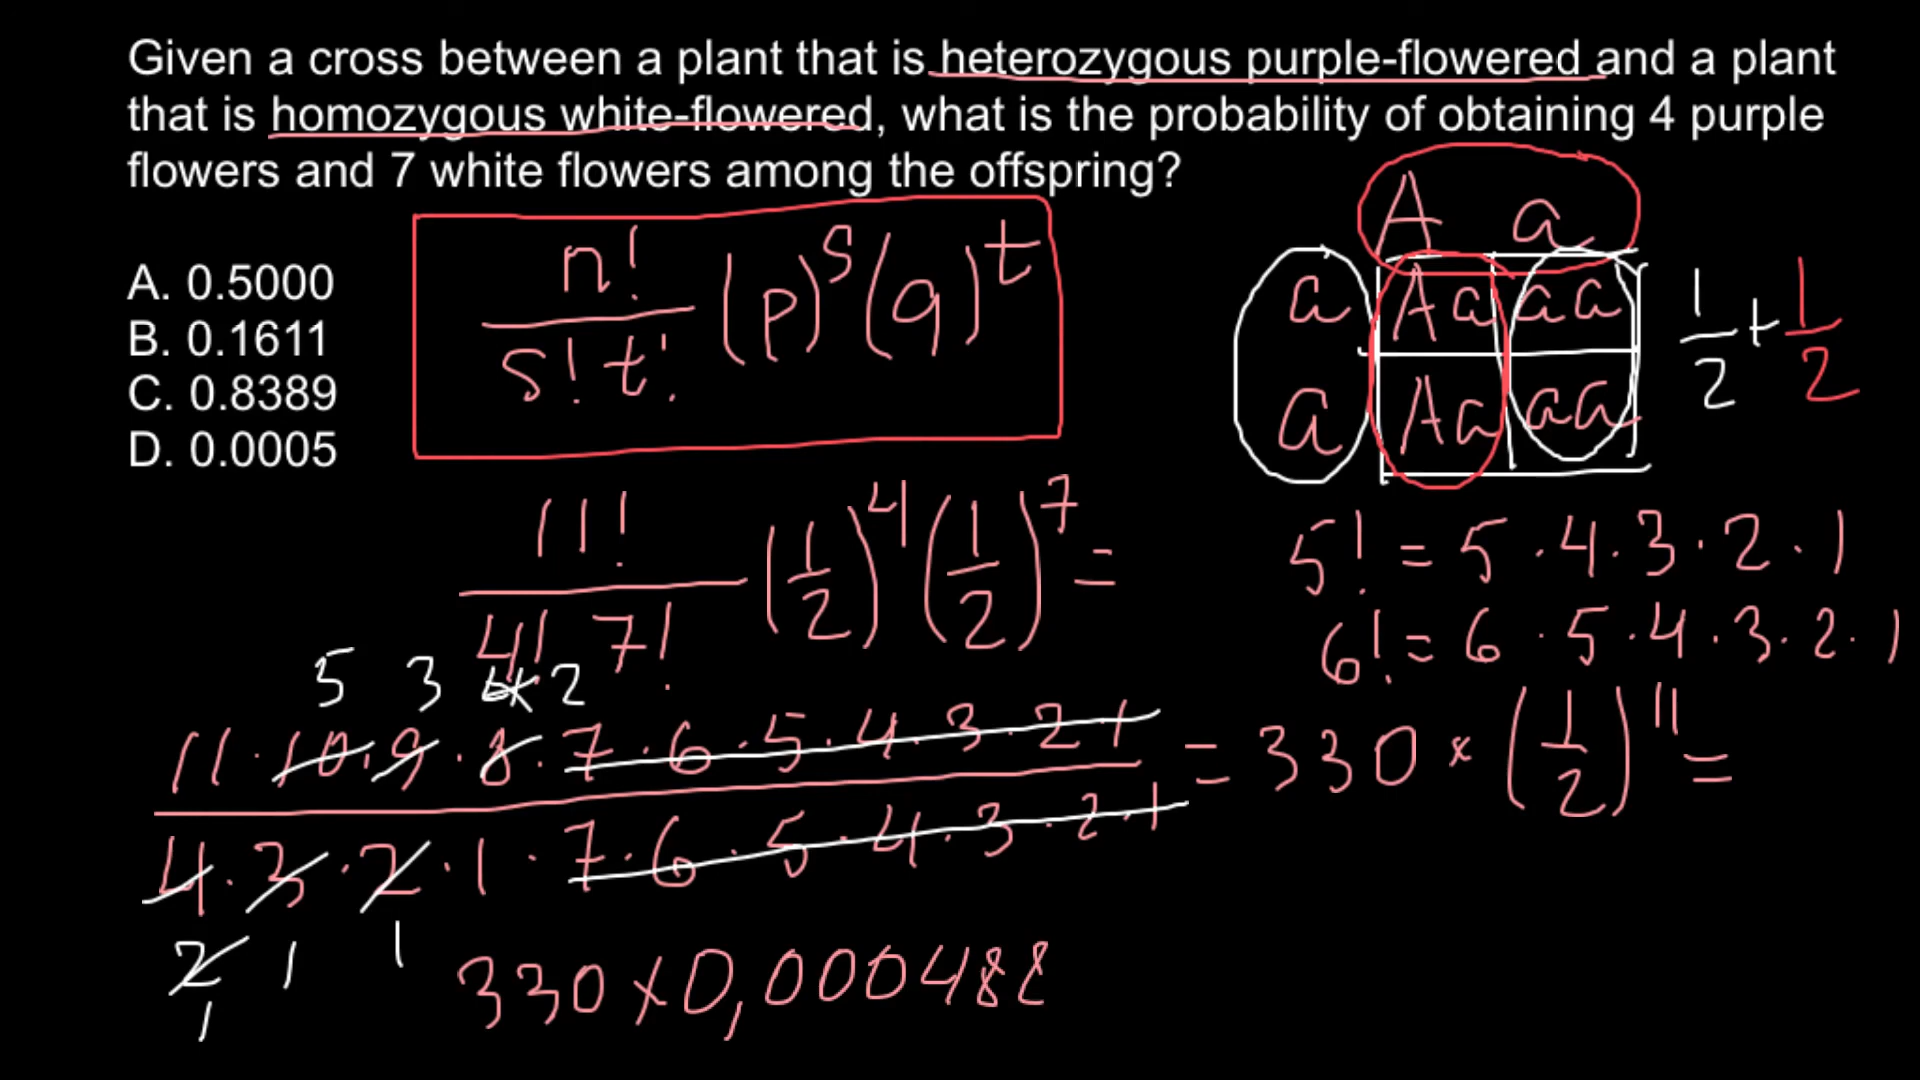 Given a cross between a plant that is heterozygous purple-flowered and a plant
that is homozygous white-flowered, what is the probability of obtaining 4 purple
flowers and 7 white flowers among the offspring?
A. 0.5000
B. 0.1611
C. 0.8389
D. 0.0005
n!
s! t! (p)^s (q)^t
A a
a Aa aa
a Aa aa
1/2 + 1/2
11!
4! 7! (1/2)^4 (1/2)^7 =
5! = 5 · 4 · 3 · 2 · 1
6! = 6 · 5 · 4 · 3 · 2 · 1
5 3 2
11 · 10 · 9 · 8 · 7 · 6 · 5 · 4 · 3 · 2 · 1
4 · 3 · 2 · 1 · 7 · 6 · 5 · 4 · 3 · 2 · 1
= 330 × (1/2)^11 =
2 1 1
1
330 × 0,000488